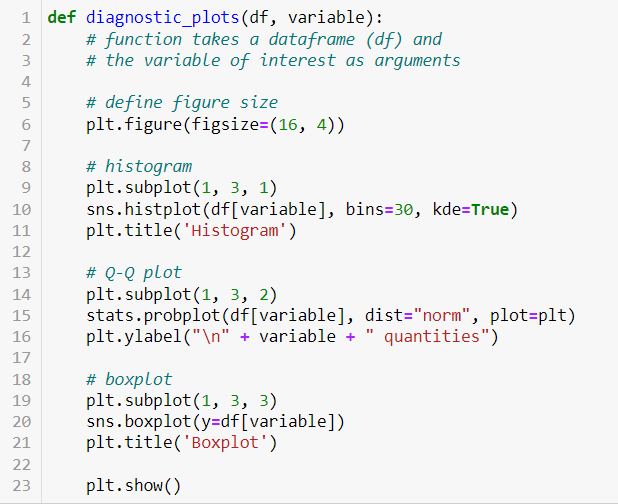 1 def diagnostic_plots(df, variable):
2     # function takes a dataframe (df) and
3     # the variable of interest as arguments
4
5     # define figure size
6     plt.figure(figsize=(16, 4))
7
8     # histogram
9     plt.subplot(1, 3, 1)
10     sns.histplot(df[variable], bins=30, kde=True)
11     plt.title('Histogram')
12
13     # Q-Q plot
14     plt.subplot(1, 3, 2)
15     stats.probplot(df[variable], dist="norm", plot=plt)
16     plt.ylabel("\n" + variable + " quantities")
17
18     # boxplot
19     plt.subplot(1, 3, 3)
20     sns.boxplot(y=df[variable])
21     plt.title('Boxplot')
22
23     plt.show()